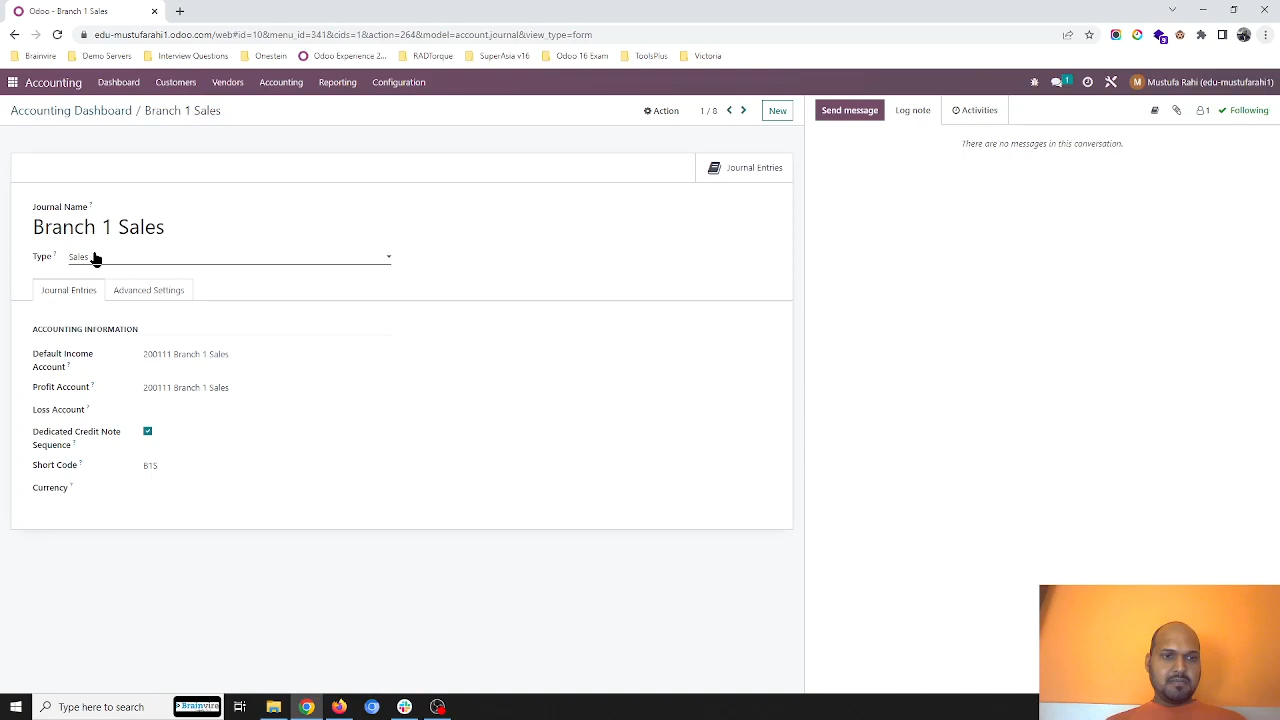 Odoo - Branch 1 Sales
edu-mustufarahi1.odoo.com/web#id=10&menu_id=341&cids=1&action=264&model=account.journal&view_type=form
Brainvire
Demo Servers
Interview Questions
Onestein
Odoo Experience 2...
RADTorque
SuperAsia v16
Odoo 16 Exam
ToolsPlus
Victoria
Accounting Dashboard Customers Vendors Accounting Reporting Configuration
1
M Mustufa Rahi (edu-mustufarahi1)
Accounting Dashboard / Branch 1 Sales
Action
1 / 8
New
Send message
Log note
Activities
1
Following
There are no messages in this conversation.
Journal Entries
Journal Name ?
Branch 1 Sales
Type ? Sales
Journal Entries
Advanced Settings
ACCOUNTING INFORMATION
Default Income Account ? 200111 Branch 1 Sales
Profit Account ? 200111 Branch 1 Sales
Loss Account ?
Dedicated Credit Note Sequence ?
Short Code ? B1S
Currency ?
Type here to search
Brainvire